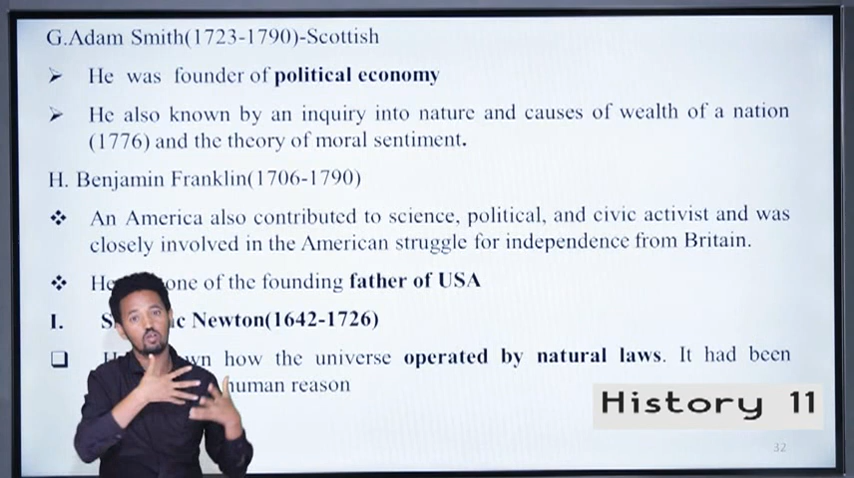 G.Adam Smith(1723-1790)-Scottish
➢ He was founder of political economy
➢ He also known by an inquiry into nature and causes of wealth of a nation
(1776) and the theory of moral sentiment.
H. Benjamin Franklin(1706-1790)
❖ An America also contributed to science, political, and civic activist and was
closely involved in the American struggle for independence from Britain.
❖ one of the founding father of USA
I. Newton(1642-1726)
❑ how the universe operated by natural laws. It had been
human reason
History 11
32